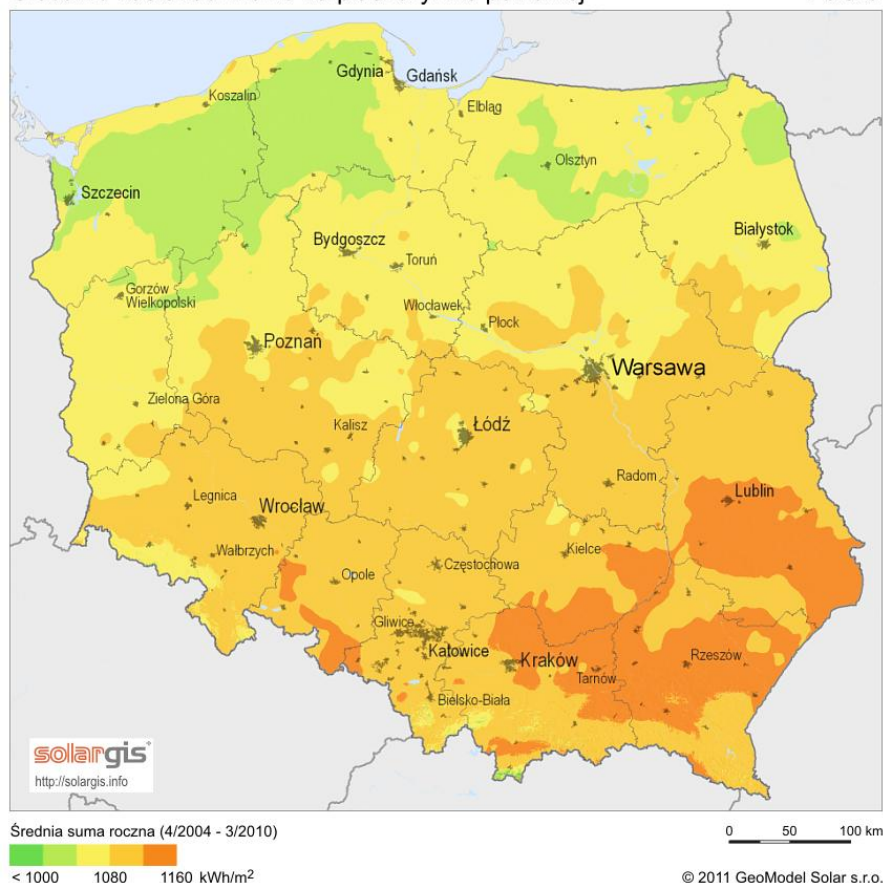 Gdynia
Gdańsk
Koszalin
Elbląg
Olsztyn
Szczecin
Białystok
Bydgoszcz
Toruń
Gorzów
Wielkopolski
Włocławek
Płock
Poznań
Warsawa
Zielona Góra
Kalisz
Łódź
Radom
Lublin
Legnica
Wrocław
Wałbrzych
Kielce
Opole
Częstochowa
Gliwice
Katowice
Kraków
Rzeszów
Tarnów
Bielsko-Biała
solargis
http://solargis.info
Średnia suma roczna (4/2004 - 3/2010)
0 50 100 km
< 1000 1080 1160 kWh/m²
© 2011 GeoModel Solar s.r.o.